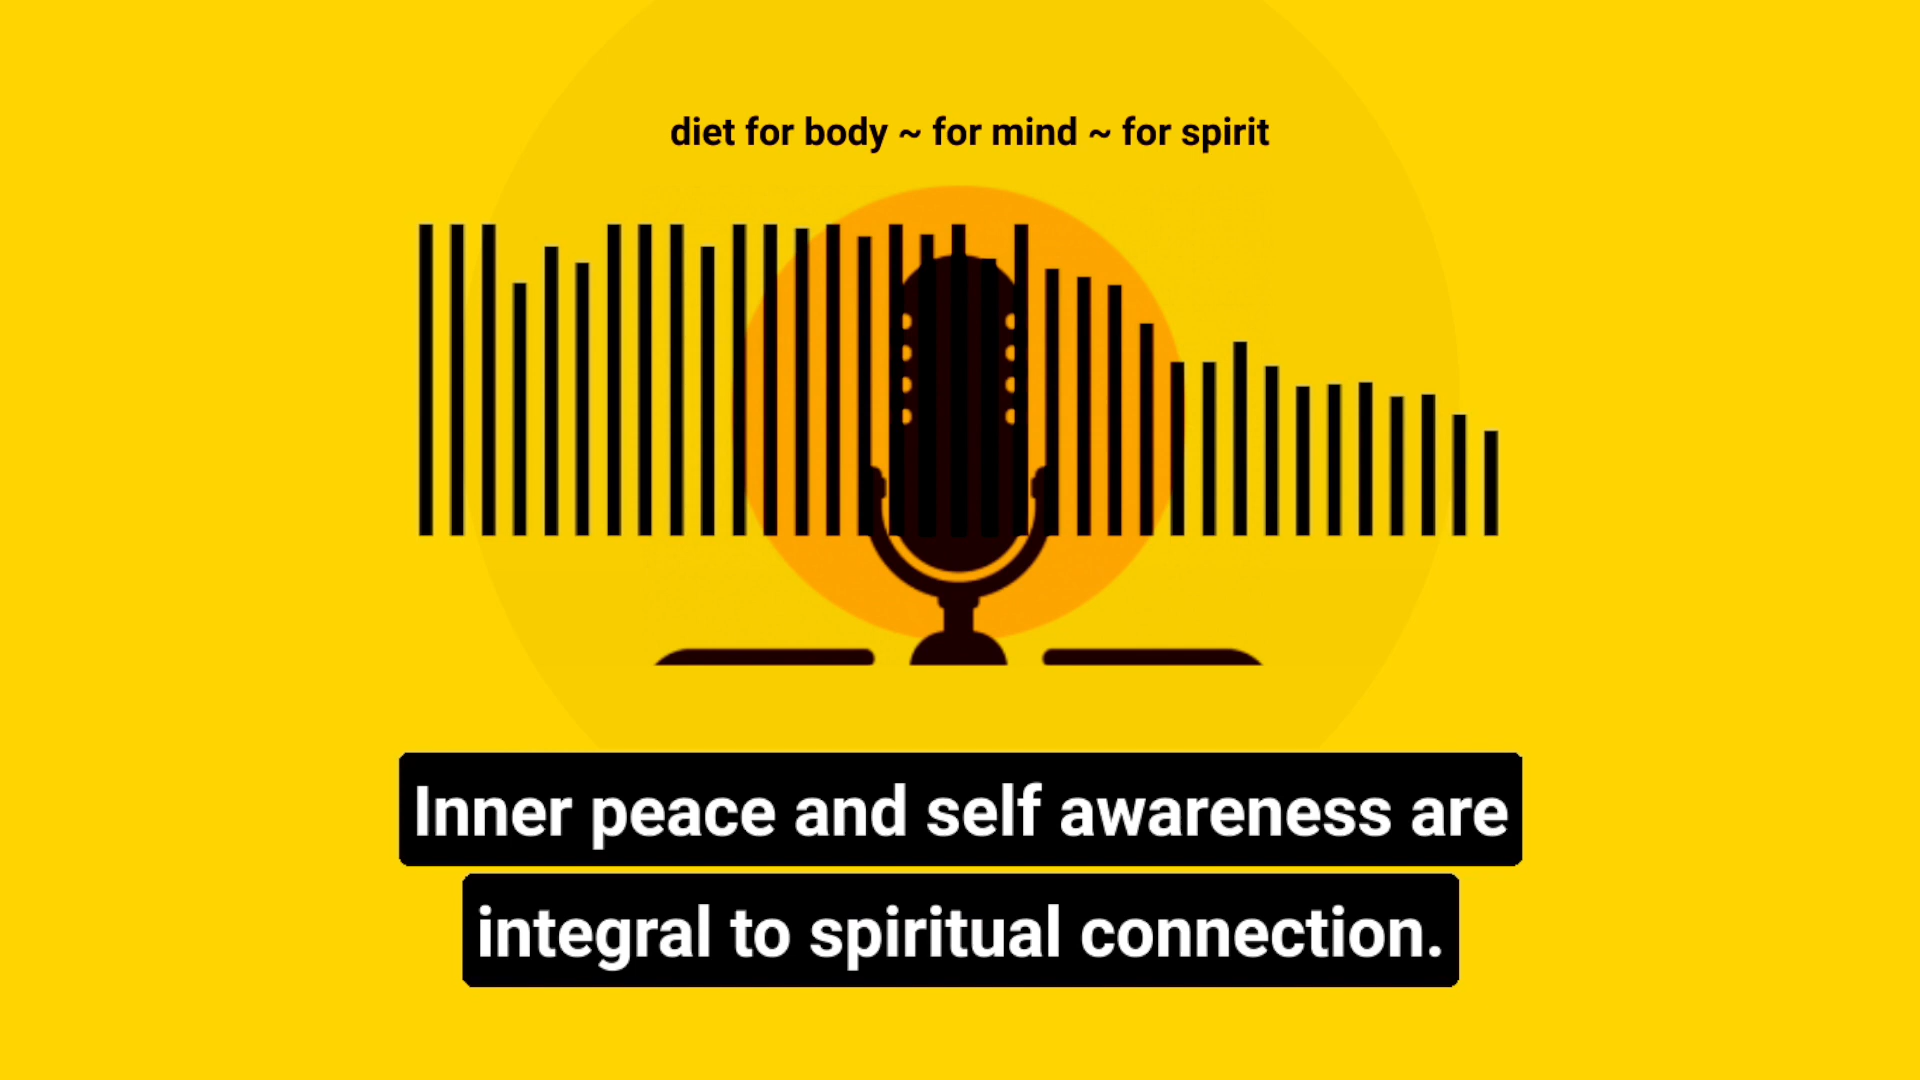 diet for body ~ for mind ~ for spirit
Inner peace and self awareness are
integral to spiritual connection.